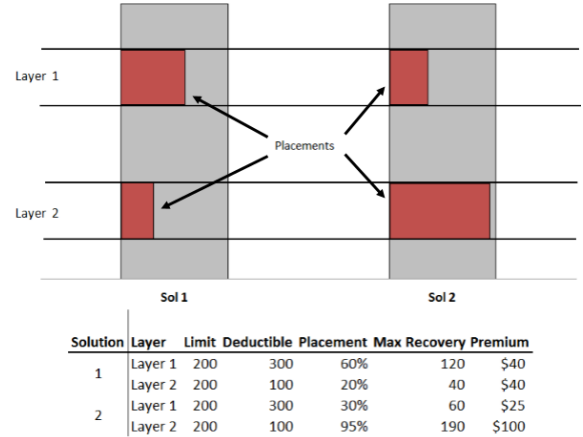 Layer 1
Placements
Layer 2
Sol 1 Sol 2
Solution Layer Limit Deductible Placement Max Recovery Premium
1 Layer 1 200 300 60% 120 $40
Layer 2 200 100 20% 40 $40
2 Layer 1 200 300 30% 60 $25
Layer 2 200 100 95% 190 $100